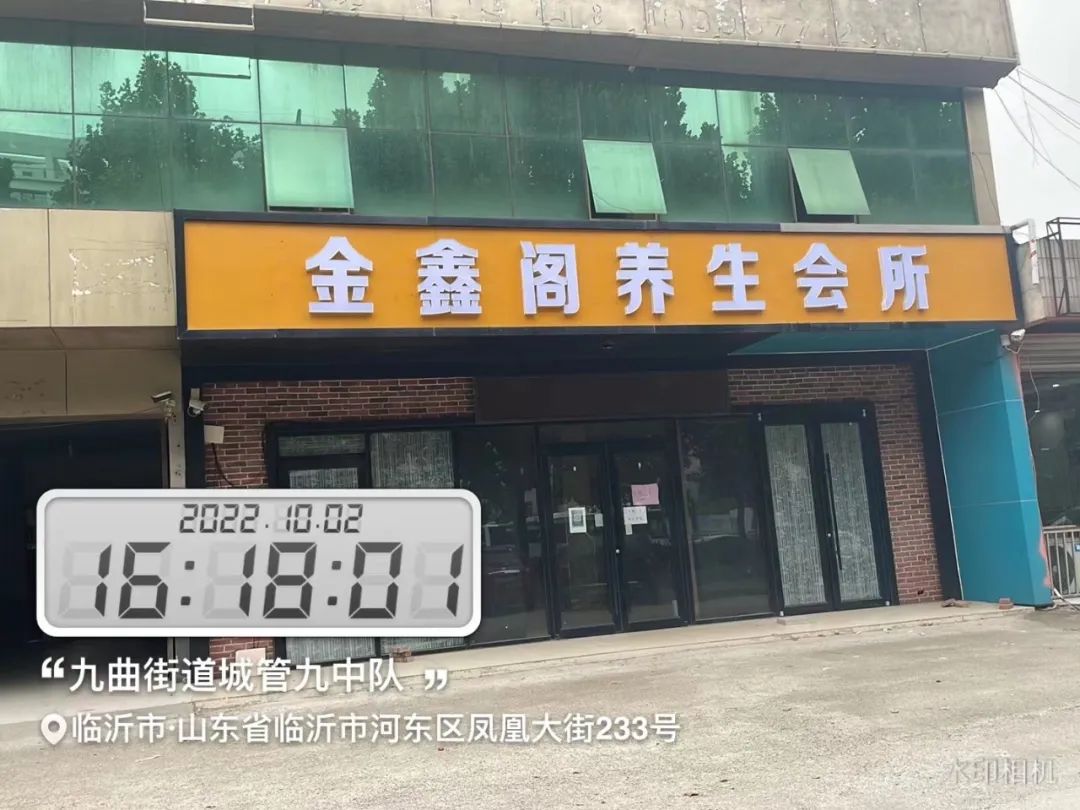 金鑫阁养生会所
2022.10.02
16:18:01
“九曲街道城管九中队”
临沂市·山东省临沂市河东区凤凰大街233号
水印相机